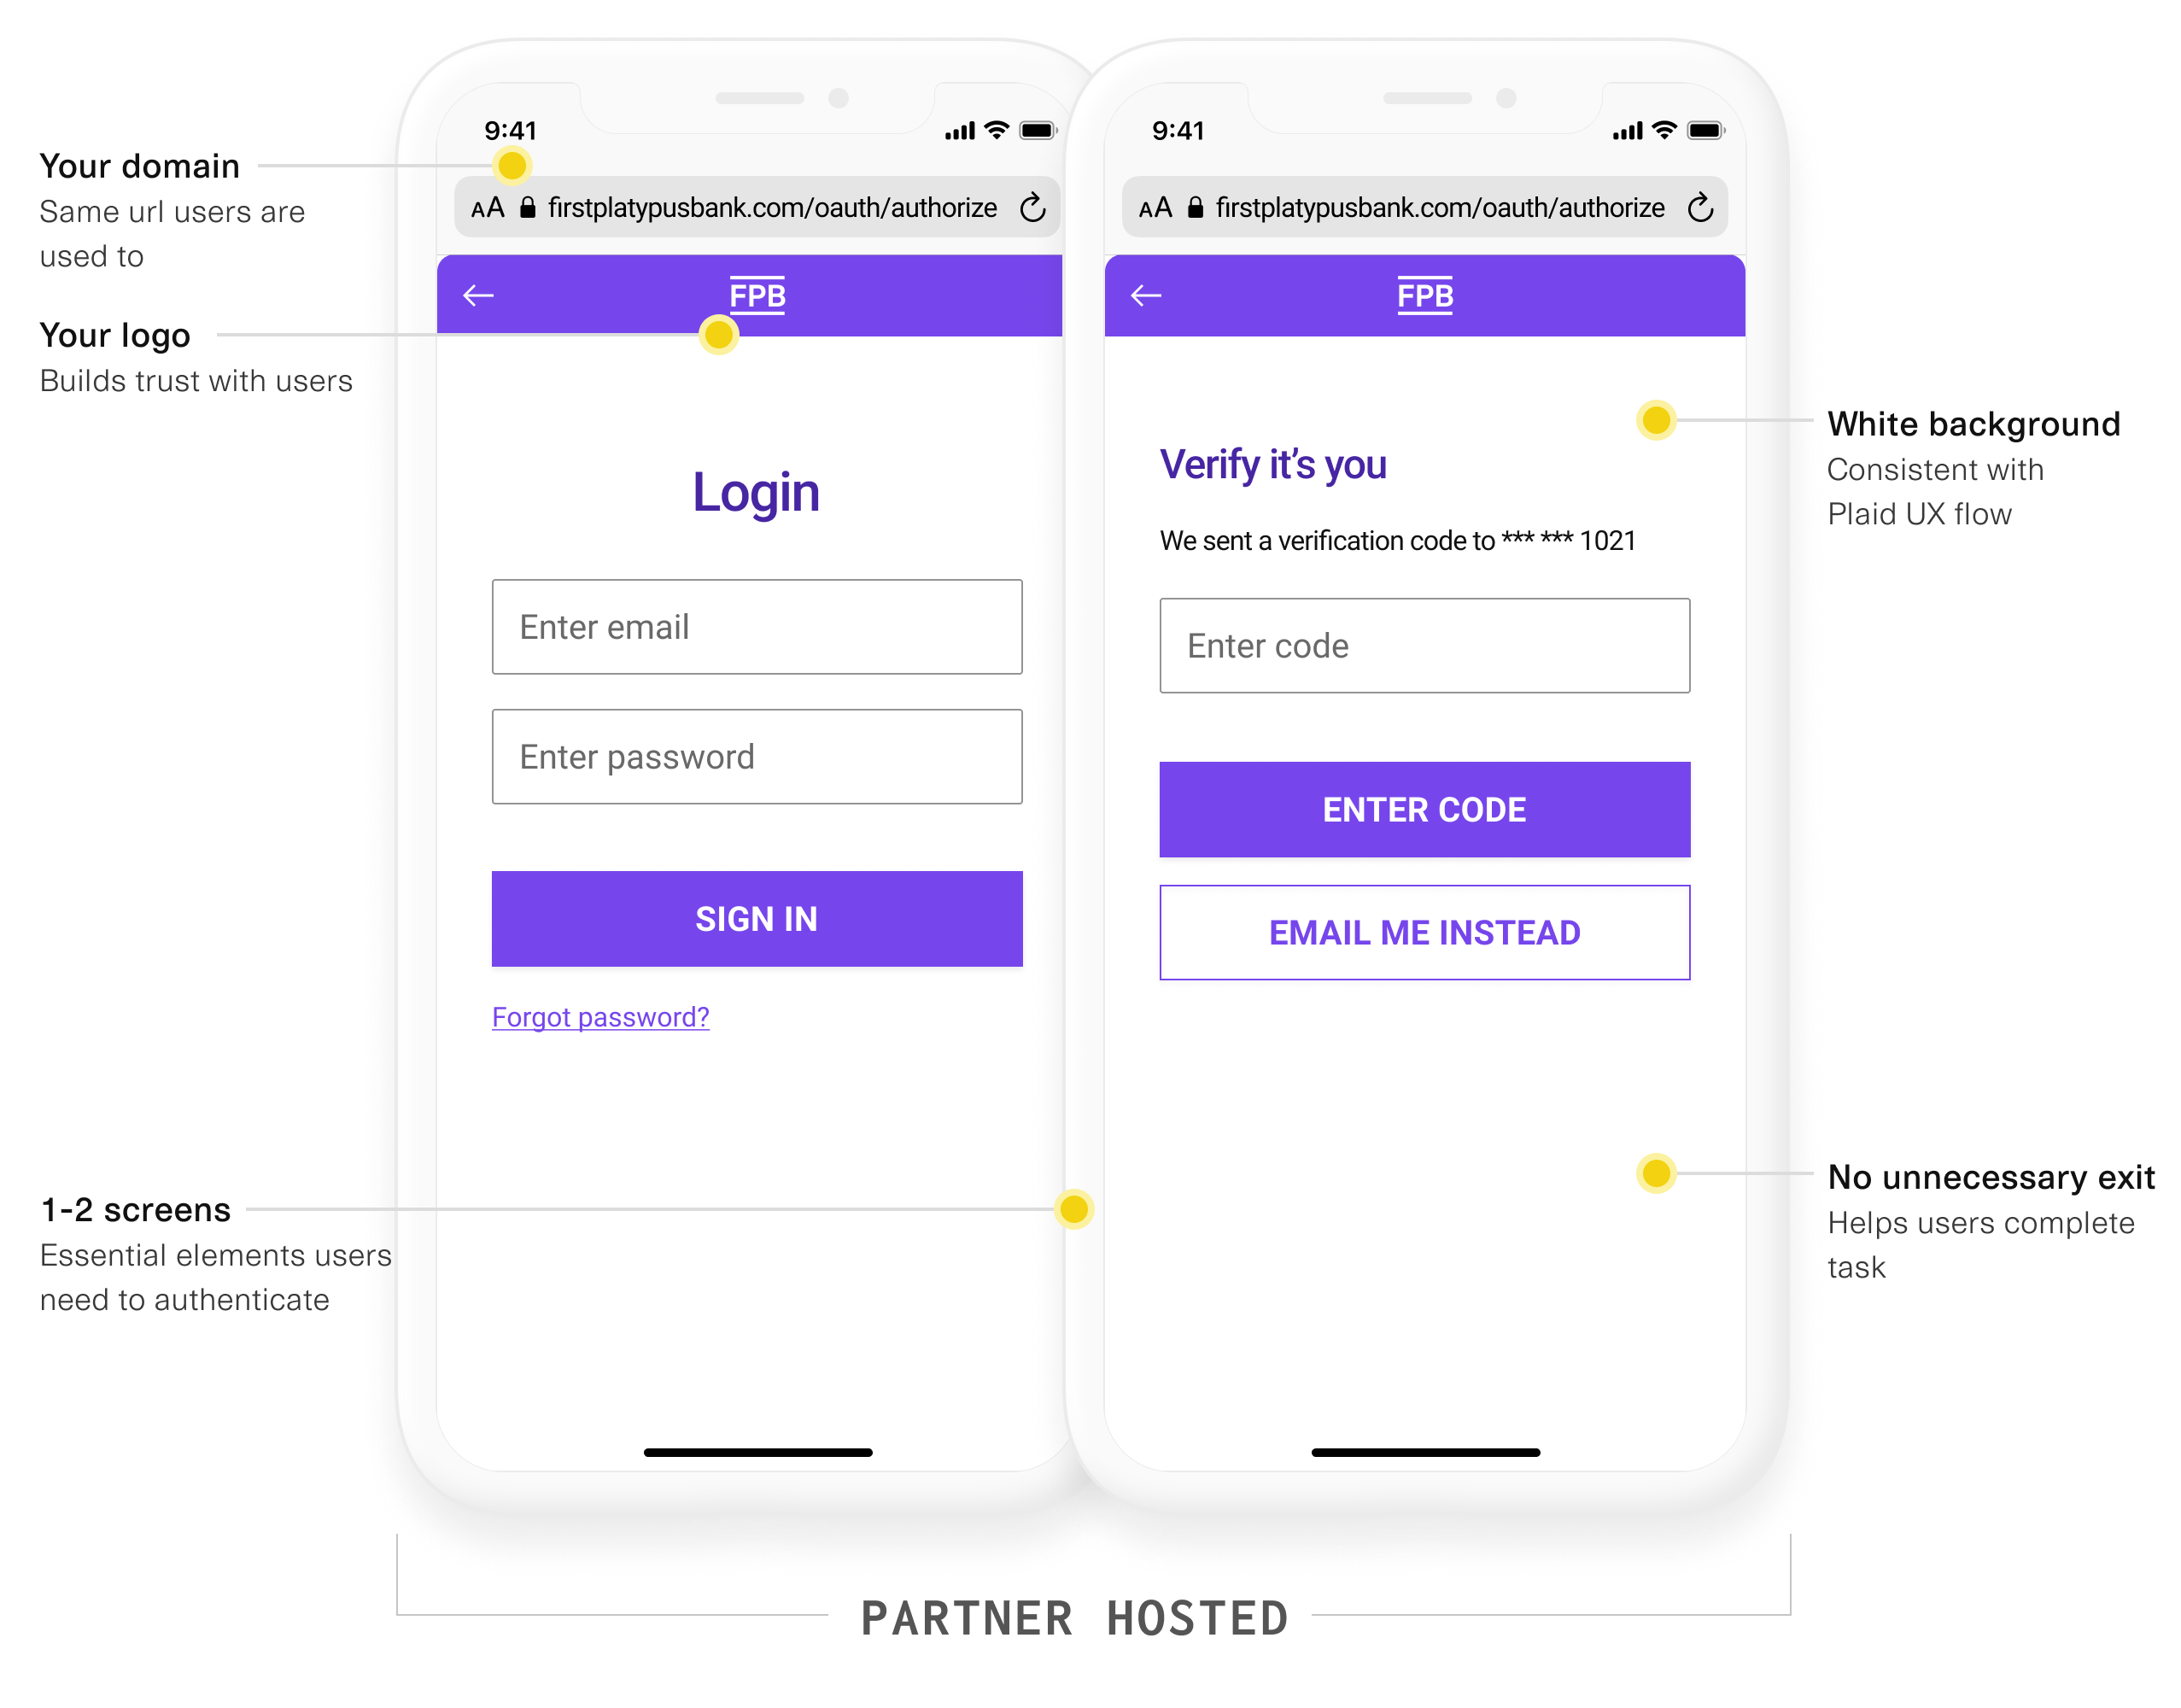 Your domain
Same url users are
used to
Your logo
Builds trust with users
1-2 screens
Essential elements users
need to authenticate
9:41
AA firstplatypusbank.com/oauth/authorize
FPB
Login
Enter email
Enter password
SIGN IN
Forgot password?
9:41
AA firstplatypusbank.com/oauth/authorize
FPB
Verify it's you
We sent a verification code to *** *** 1021
Enter code
ENTER CODE
EMAIL ME INSTEAD
White background
Consistent with
Plaid UX flow
No unnecessary exit
Helps users complete
task
PARTNER HOSTED